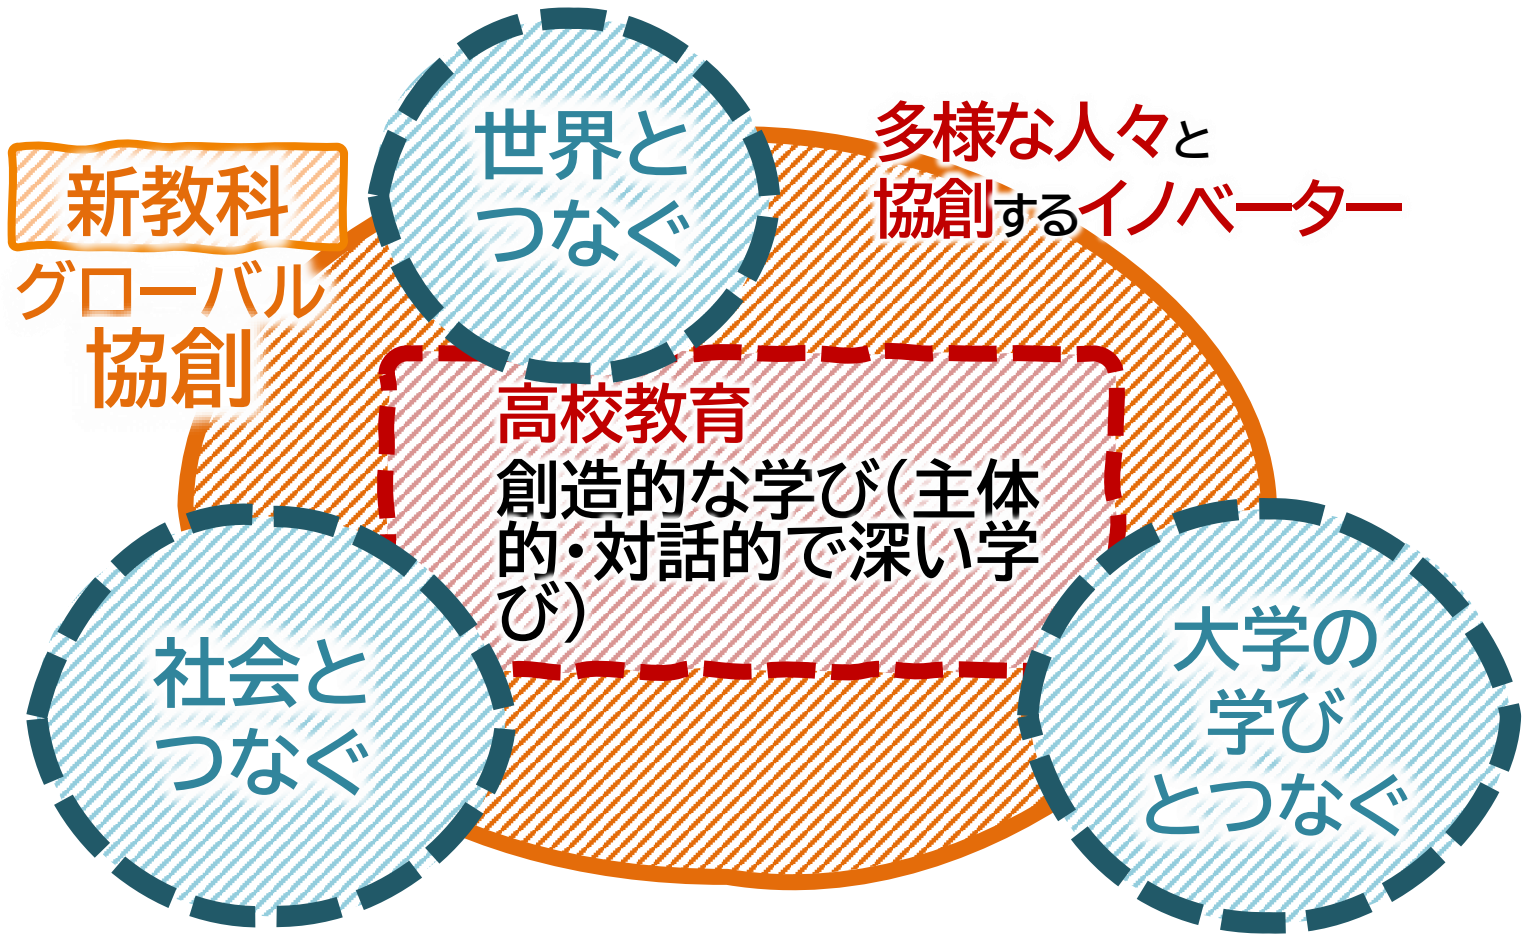 世界と
つなぐ
多様な人々と
協創するイノベーター
新教科
グローバル
協創
高校教育
創造的な学び（主体
的・対話的で深い学
び）
社会と
つなぐ
大学の
学び
とつなぐ